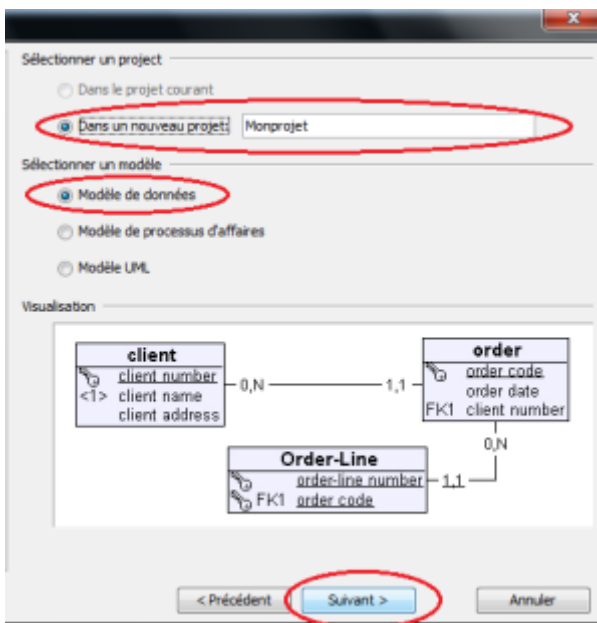 Sélectionner un project
Dans le projet courant
Dans un nouveau projet: Monprojet
Sélectionner un modèle
Modèle de données
Modèle de processus d'affaires
Modèle UML
Visualisation
client
client number
<1> client name
client address
0,N
1,1
order
order code
order date
FK1 client number
0,N
Order-Line
order-line number
FK1 order code
1,1
< Précédent
Suivant >
Annuler